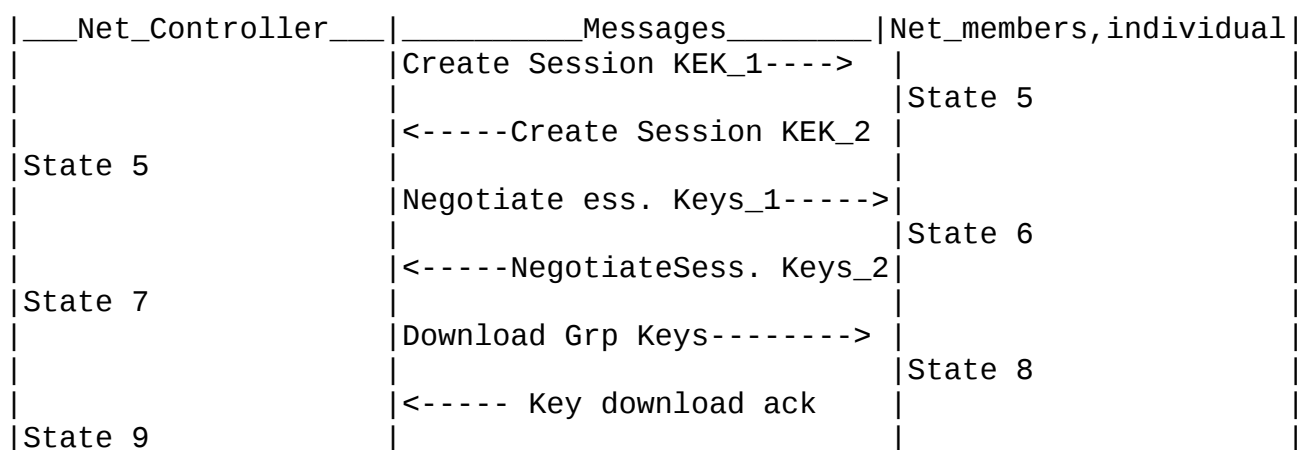 |___Net_Controller___|__________Messages________|Net_members,individual|
|                    |Create Session KEK_1---->  |                      |
|                    |                           |State 5               |
|                    |<-----Create Session KEK_2 |                      |
|State 5             |                           |                      |
|                    |Negotiate ess. Keys_1----->|                      |
|                    |                           |State 6               |
|                    |<-----NegotiateSess. Keys_2|                      |
|State 7             |                           |                      |
|                    |Download Grp Keys--------> |                      |
|                    |                           |State 8               |
|                    |<----- Key download ack    |                      |
|State 9             |                           |                      |